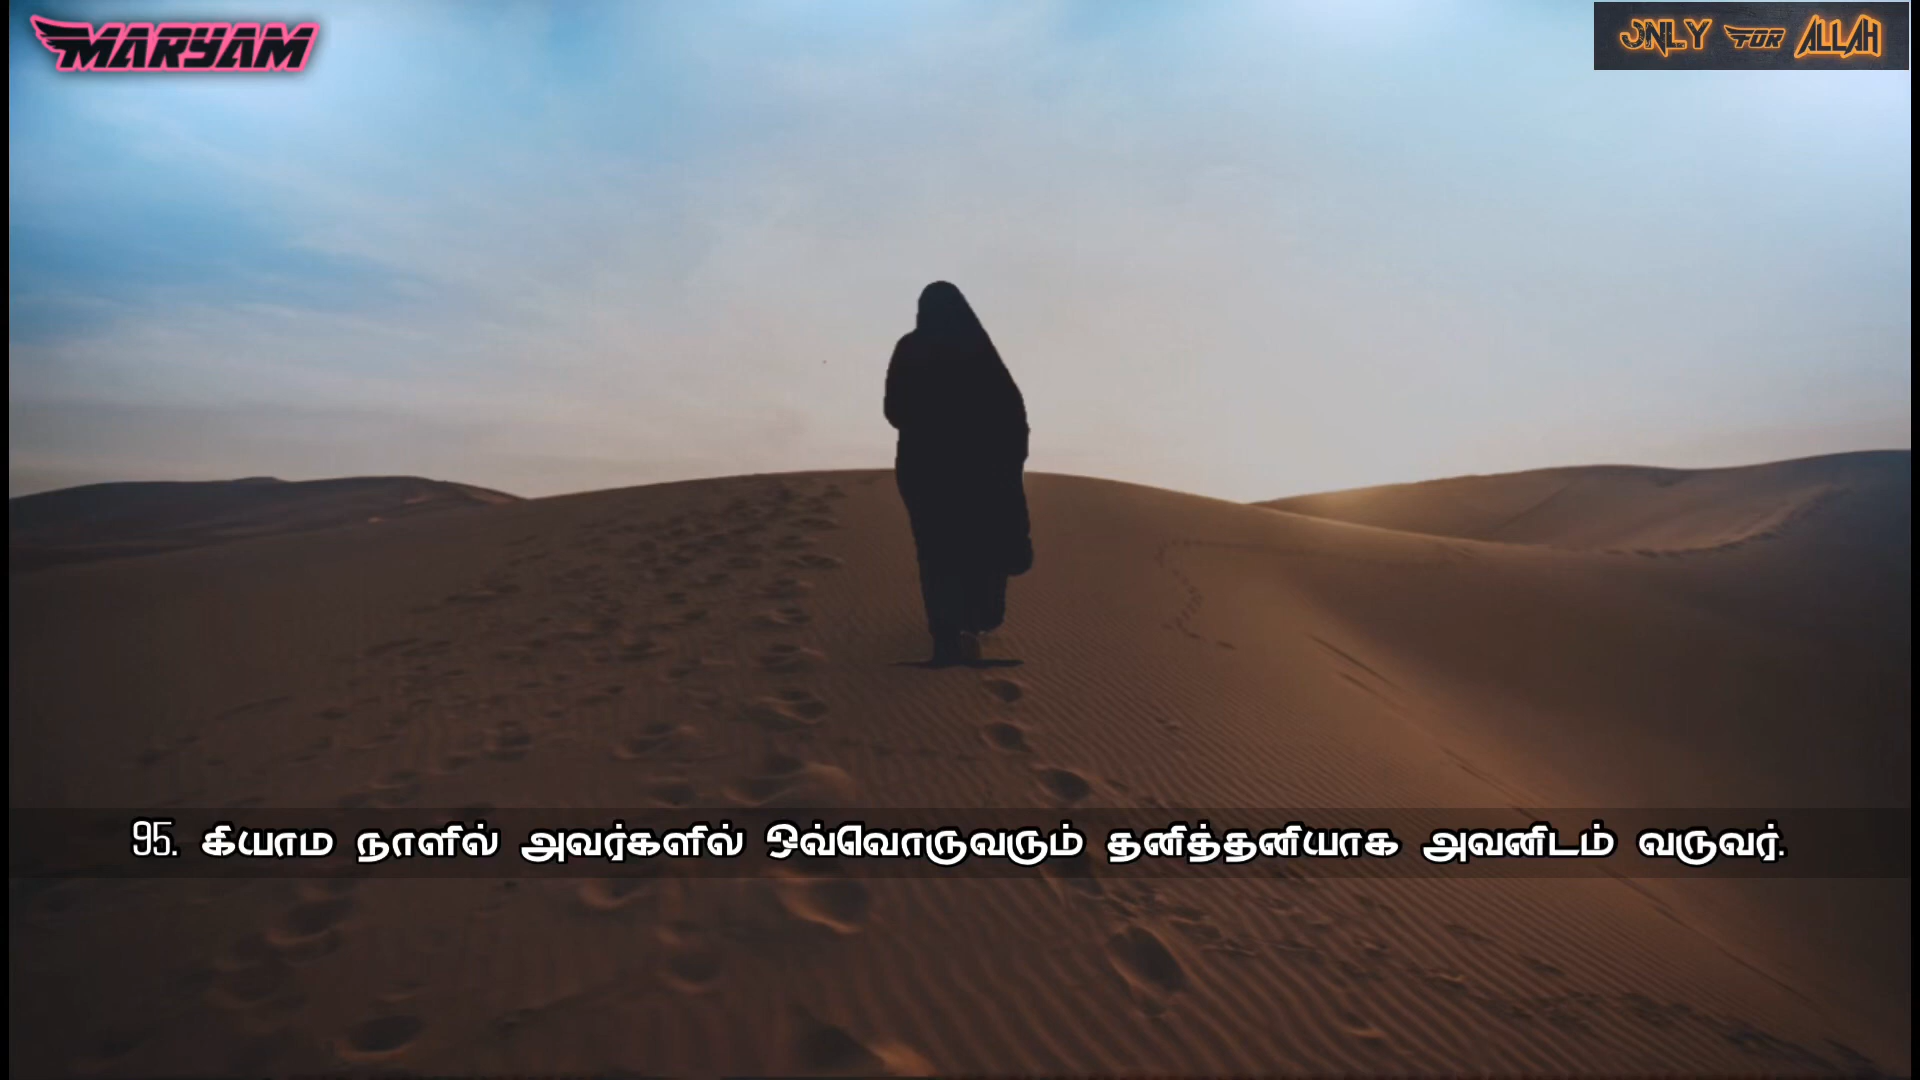 MARYAM
ONLY FOR ALLAH
95. கியாம நாளில் அவர்களில் ஒவ்வொருவரும் தனித்தனியாக அவனிடம் வருவர்.